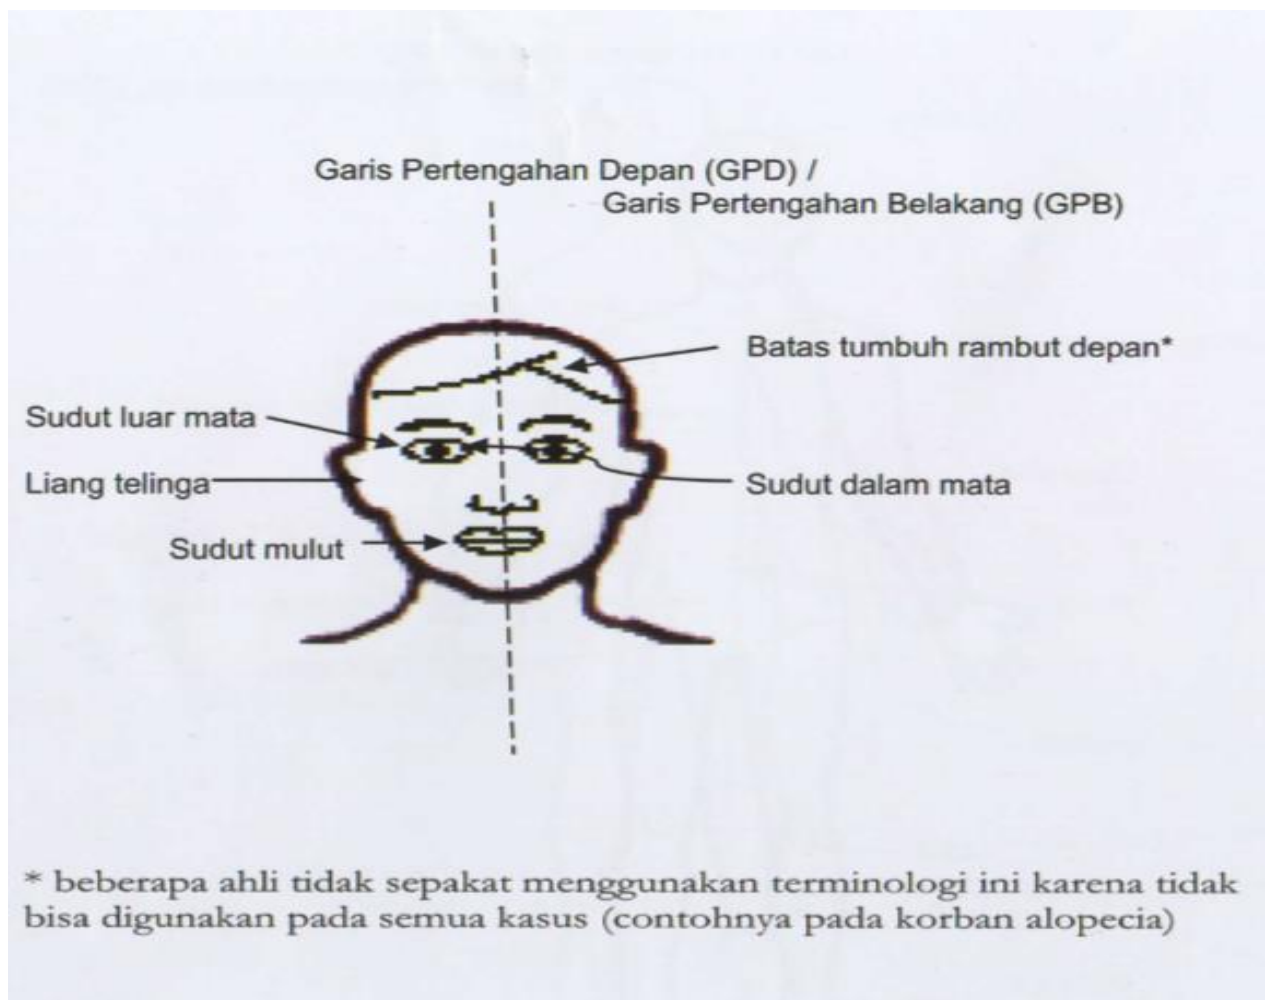 Garis Pertengahan Depan (GPD) /
Garis Pertengahan Belakang (GPB)
Batas tumbuh rambut depan*
Sudut luar mata
Liang telinga
Sudut dalam mata
Sudut mulut
* beberapa ahli tidak sepakat menggunakan terminologi ini karena tidak
bisa digunakan pada semua kasus (contohnya pada korban alopecia)